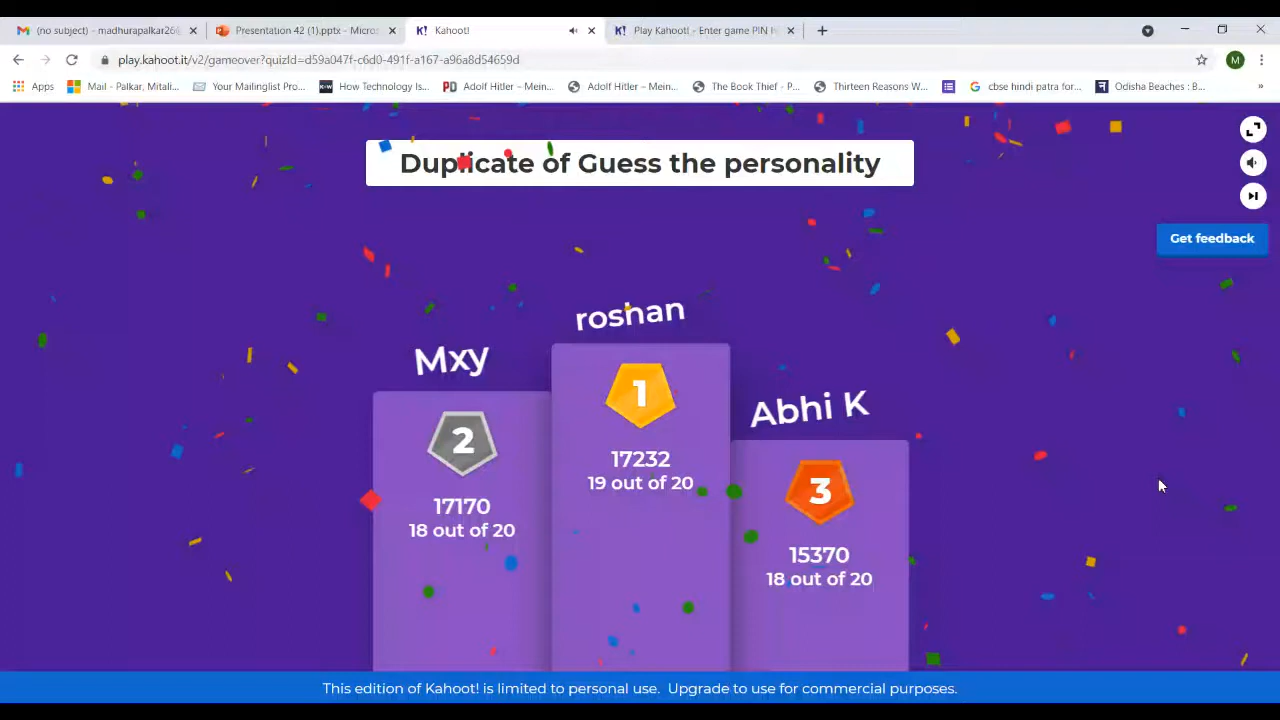 (no subject) - madhurapalkar26
Presentation 42 (1).pptx - Micros
Kahoot!
Play Kahoot! - Enter game PIN
play.kahoot.it/v2/gameover?quizId=d59a047f-c6d0-491f-a167-a96a8d54659d
M
Apps
Mail - Palkar, Mitali...
Your Mailinglist Pro...
How Technology Is...
Adolf Hitler – Mein...
Adolf Hitler – Mein...
The Book Thief - P...
Thirteen Reasons W...
cbse hindi patra for...
Odisha Beaches : B...
Duplicate of Guess the personality
Get feedback
roshan
Mxy
Abhi K
1
17232
19 out of 20
2
17170
18 out of 20
3
15370
18 out of 20
This edition of Kahoot! is limited to personal use. Upgrade to use for commercial purposes.